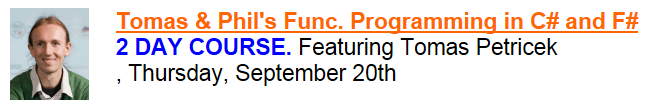 Tomas & Phil's Func. Programming in C# and F#
2 DAY COURSE. Featuring Tomas Petricek
, Thursday, September 20th